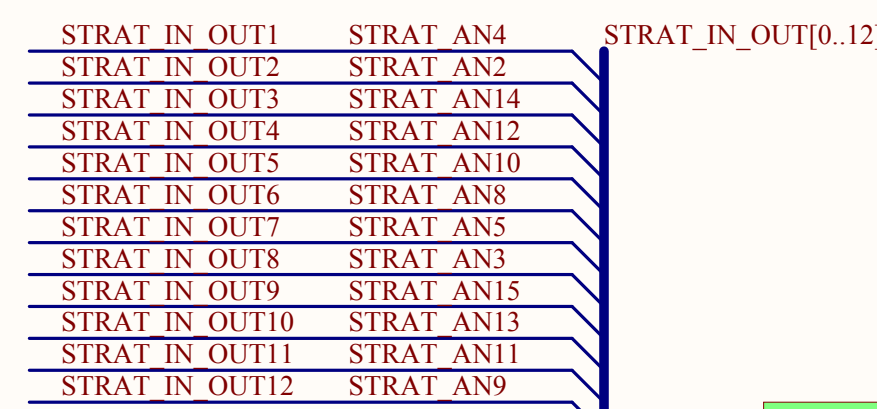 STRAT_IN_OUT1 STRAT_AN4 STRAT_IN_OUT[0..12]
STRAT_IN_OUT2 STRAT_AN2
STRAT_IN_OUT3 STRAT_AN14
STRAT_IN_OUT4 STRAT_AN12
STRAT_IN_OUT5 STRAT_AN10
STRAT_IN_OUT6 STRAT_AN8
STRAT_IN_OUT7 STRAT_AN5
STRAT_IN_OUT8 STRAT_AN3
STRAT_IN_OUT9 STRAT_AN15
STRAT_IN_OUT10 STRAT_AN13
STRAT_IN_OUT11 STRAT_AN11
STRAT_IN_OUT12 STRAT_AN9